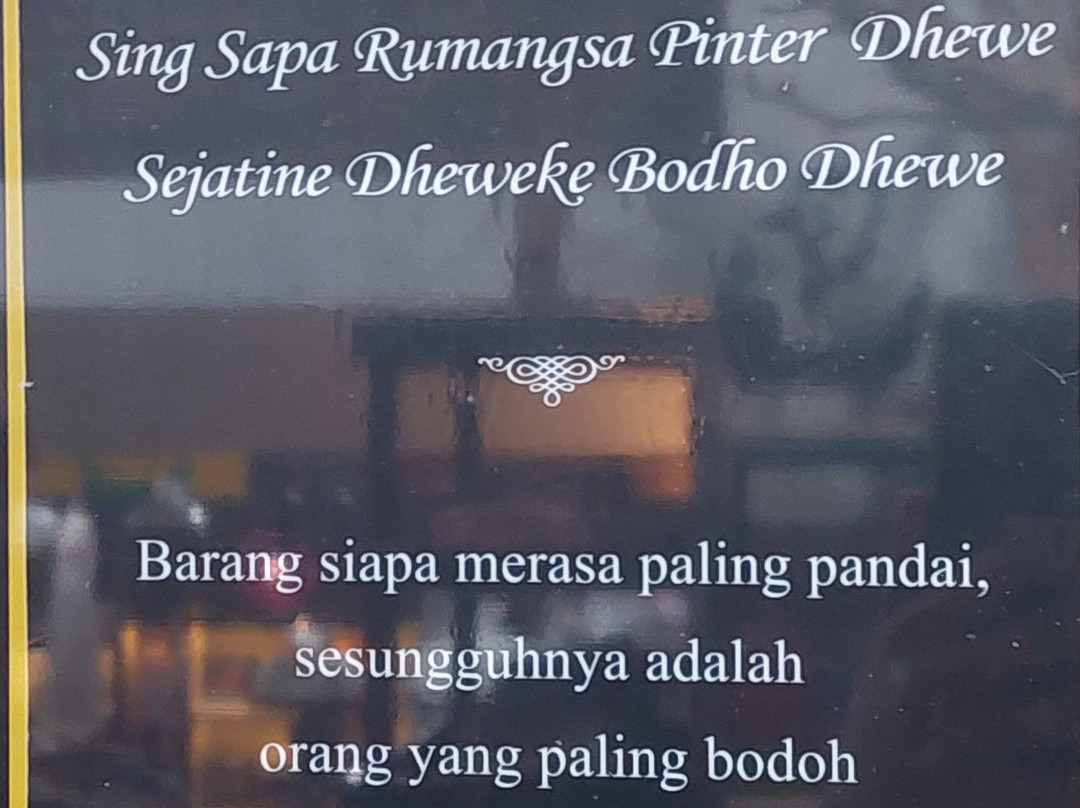 Sing Sapa Rumangsa Pinter Dhewe
Sejatine Dheweke Bodho Dhewe
Barang siapa merasa paling pandai,
sesungguhnya adalah
orang yang paling bodoh